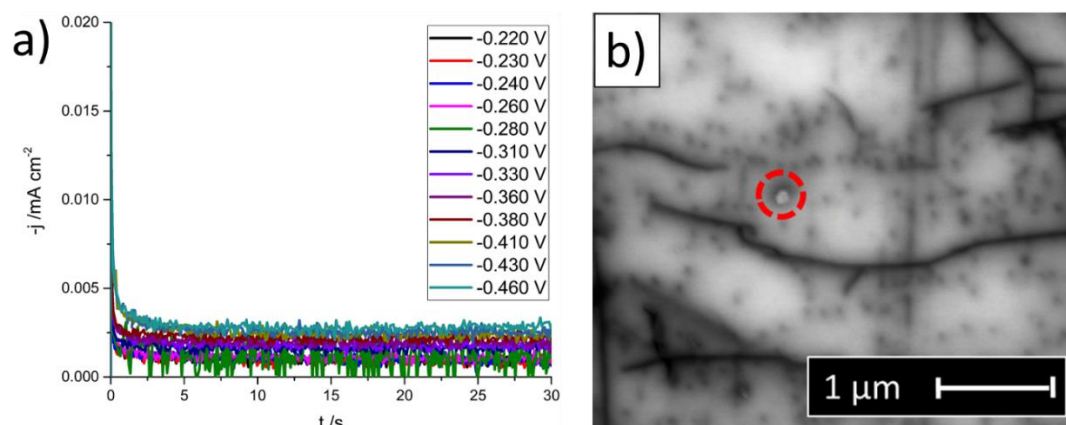 a)
-j /mA cm⁻²
0.020
0.015
0.010
0.005
0.000
0
5
10
15
20
25
30
t /s
-0.220 V
-0.230 V
-0.240 V
-0.260 V
-0.280 V
-0.310 V
-0.330 V
-0.360 V
-0.380 V
-0.410 V
-0.430 V
-0.460 V
b)
1 µm